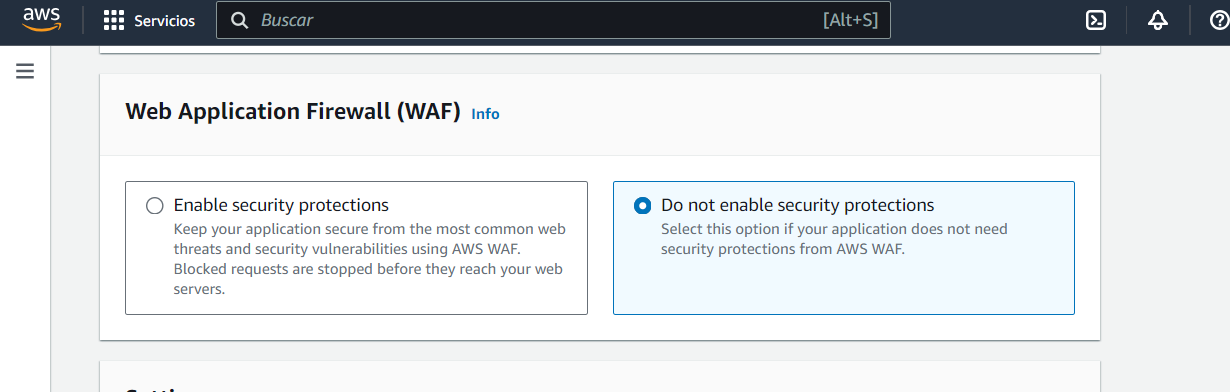 aws
Servicios
Buscar
[Alt+S]
Web Application Firewall (WAF) Info
Enable security protections
Keep your application secure from the most common web
threats and security vulnerabilities using AWS WAF.
Blocked requests are stopped before they reach your web
servers.
Do not enable security protections
Select this option if your application does not need
security protections from AWS WAF.